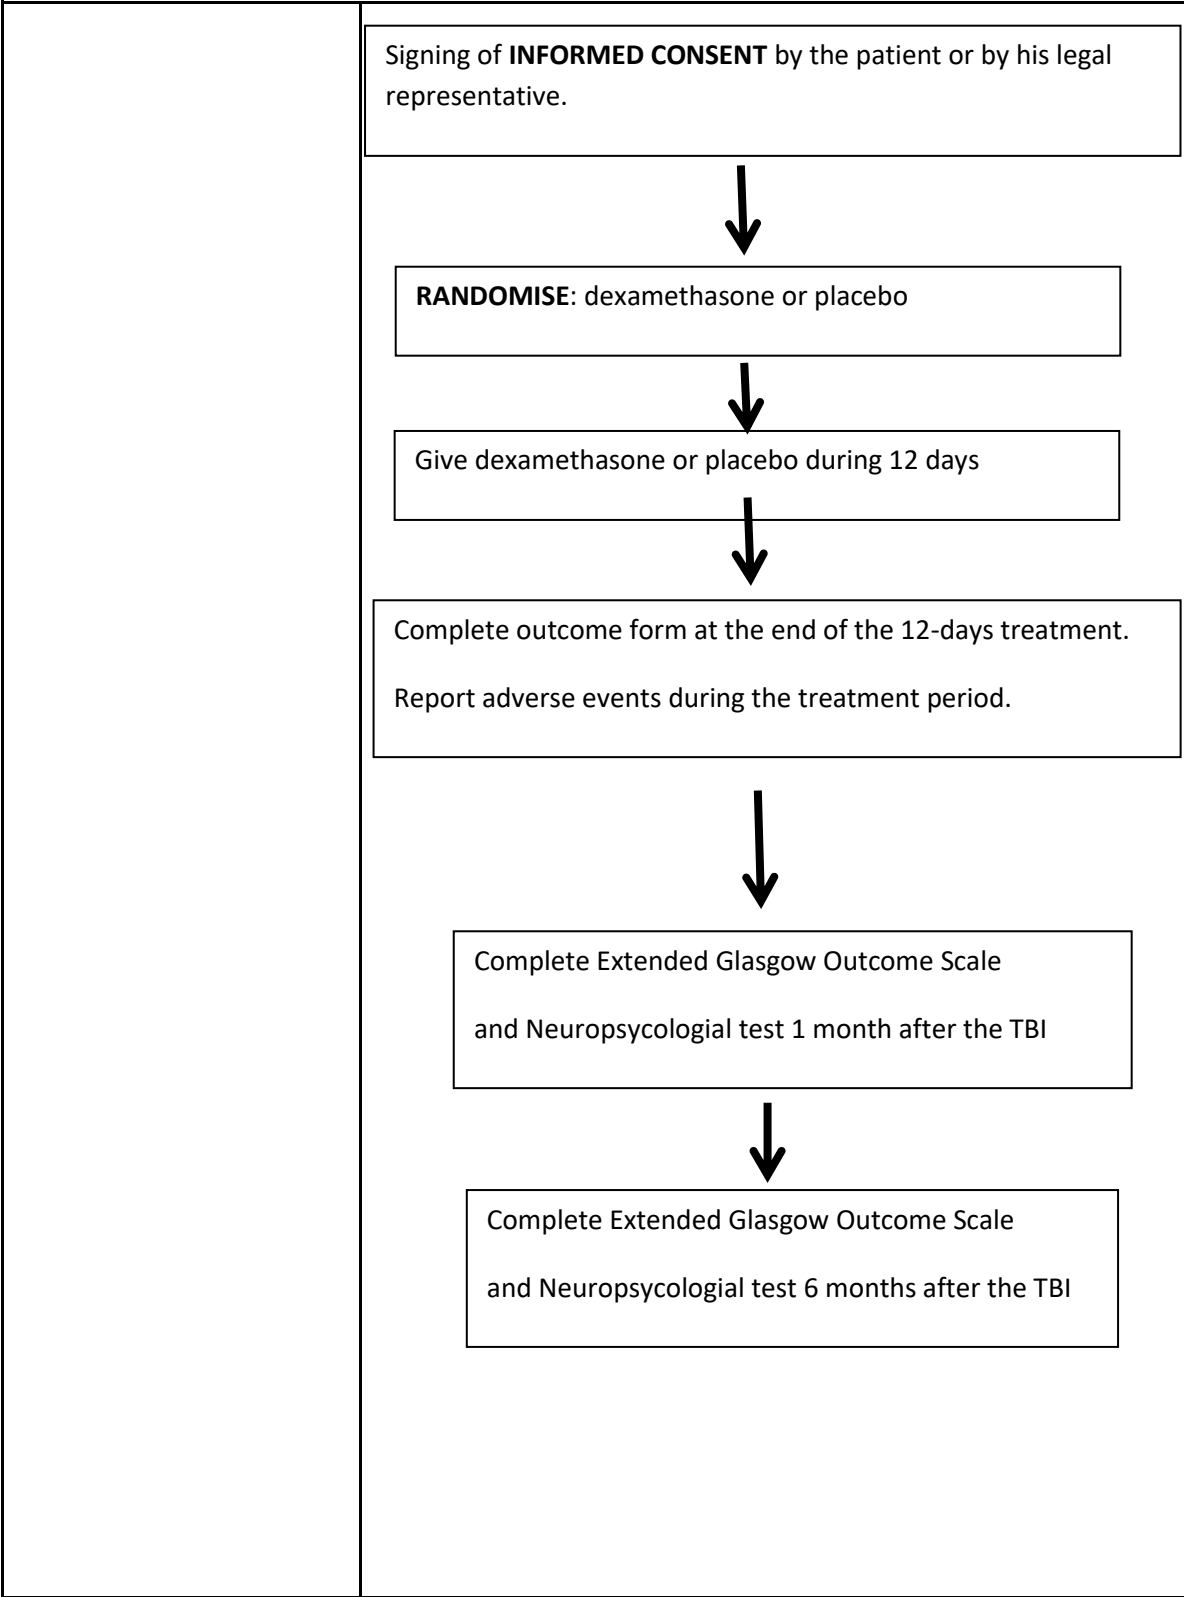 Signing of INFORMED CONSENT by the patient or by his legal
representative.
RANDOMISE: dexamethasone or placebo
Give dexamethasone or placebo during 12 days
Complete outcome form at the end of the 12-days treatment.
Report adverse events during the treatment period.
Complete Extended Glasgow Outcome Scale
and Neuropsycologial test 1 month after the TBI
Complete Extended Glasgow Outcome Scale
and Neuropsycologial test 6 months after the TBI